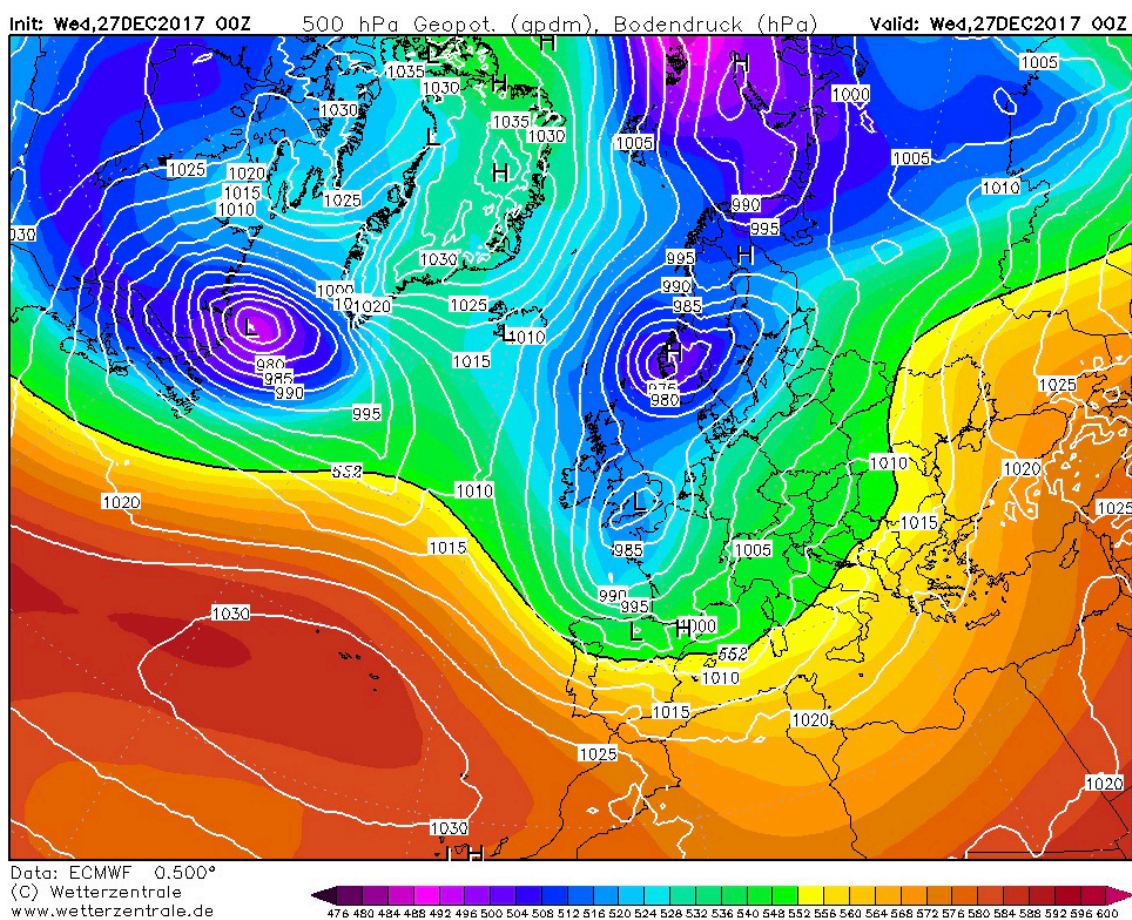 Init: Wed,27DEC2017 00Z 500 hPa Geopot. (gpdm), Bodendruck (hPa) Valid: Wed,27DEC2017 00Z
H
L H 1005
1035
1030 H 1000
1030 1035
L 1030 1005
1005
1025 1020 H
1015 1025 1010
1010 990
995
1030 1030 995 H
1000 990
1020 1025 985
L L 1010
980 1015 H
985 975 1025
990 980
995
552 1010 1010 1020
1020 L 1025
1015 985 1005 1015
990
1030 995 1000
L H
552
1010
1015 1020
1025
1020
1030
H
Data: ECMWF 0.500°
(C) Wetterzentrale
www.wetterzentrale.de
476 480 484 488 492 496 500 504 508 512 516 520 524 528 532 536 540 544 548 552 556 560 564 568 572 576 580 584 588 592 596 600